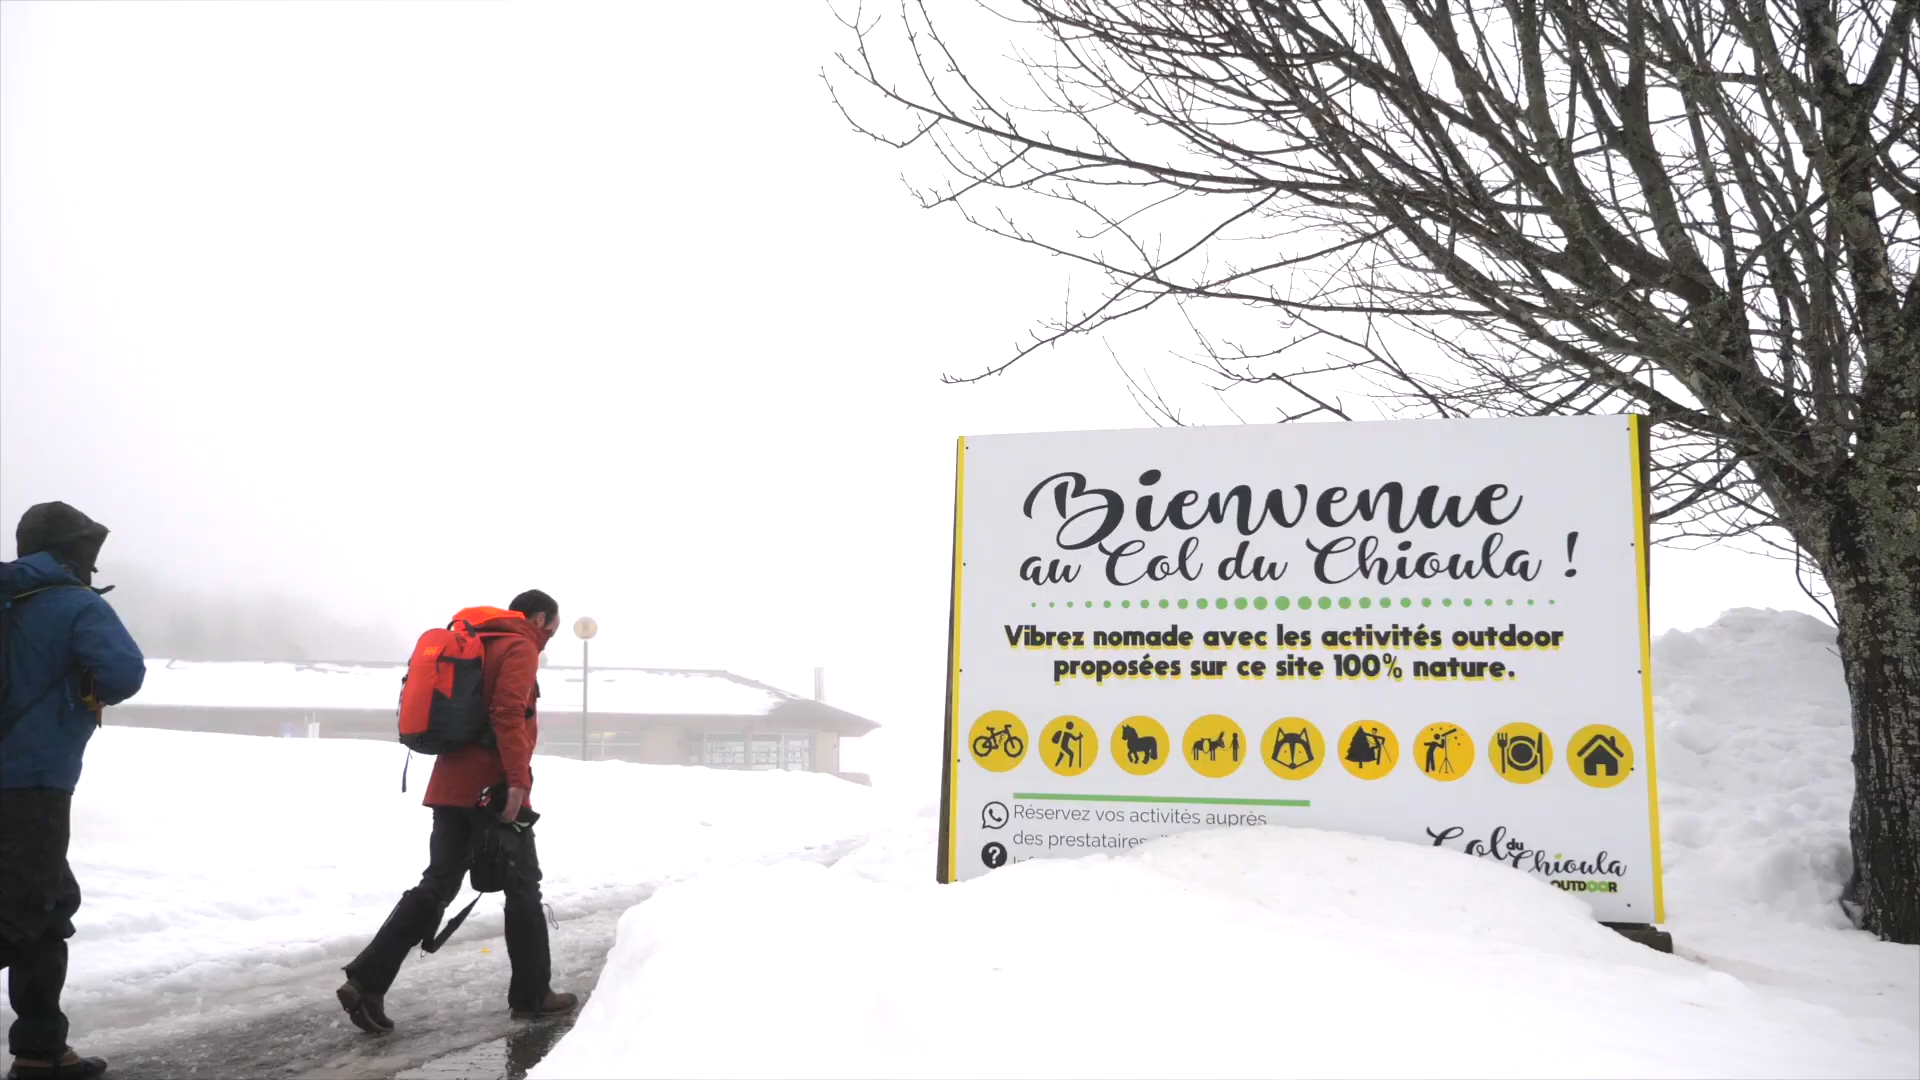 Bienvenue
au Col du Chioula !
Vibrez nomade avec les activités outdoor
proposées sur ce site 100% nature.
Réservez vos activités auprès
des prestataires
?
Col du Chioula
OUTDOOR